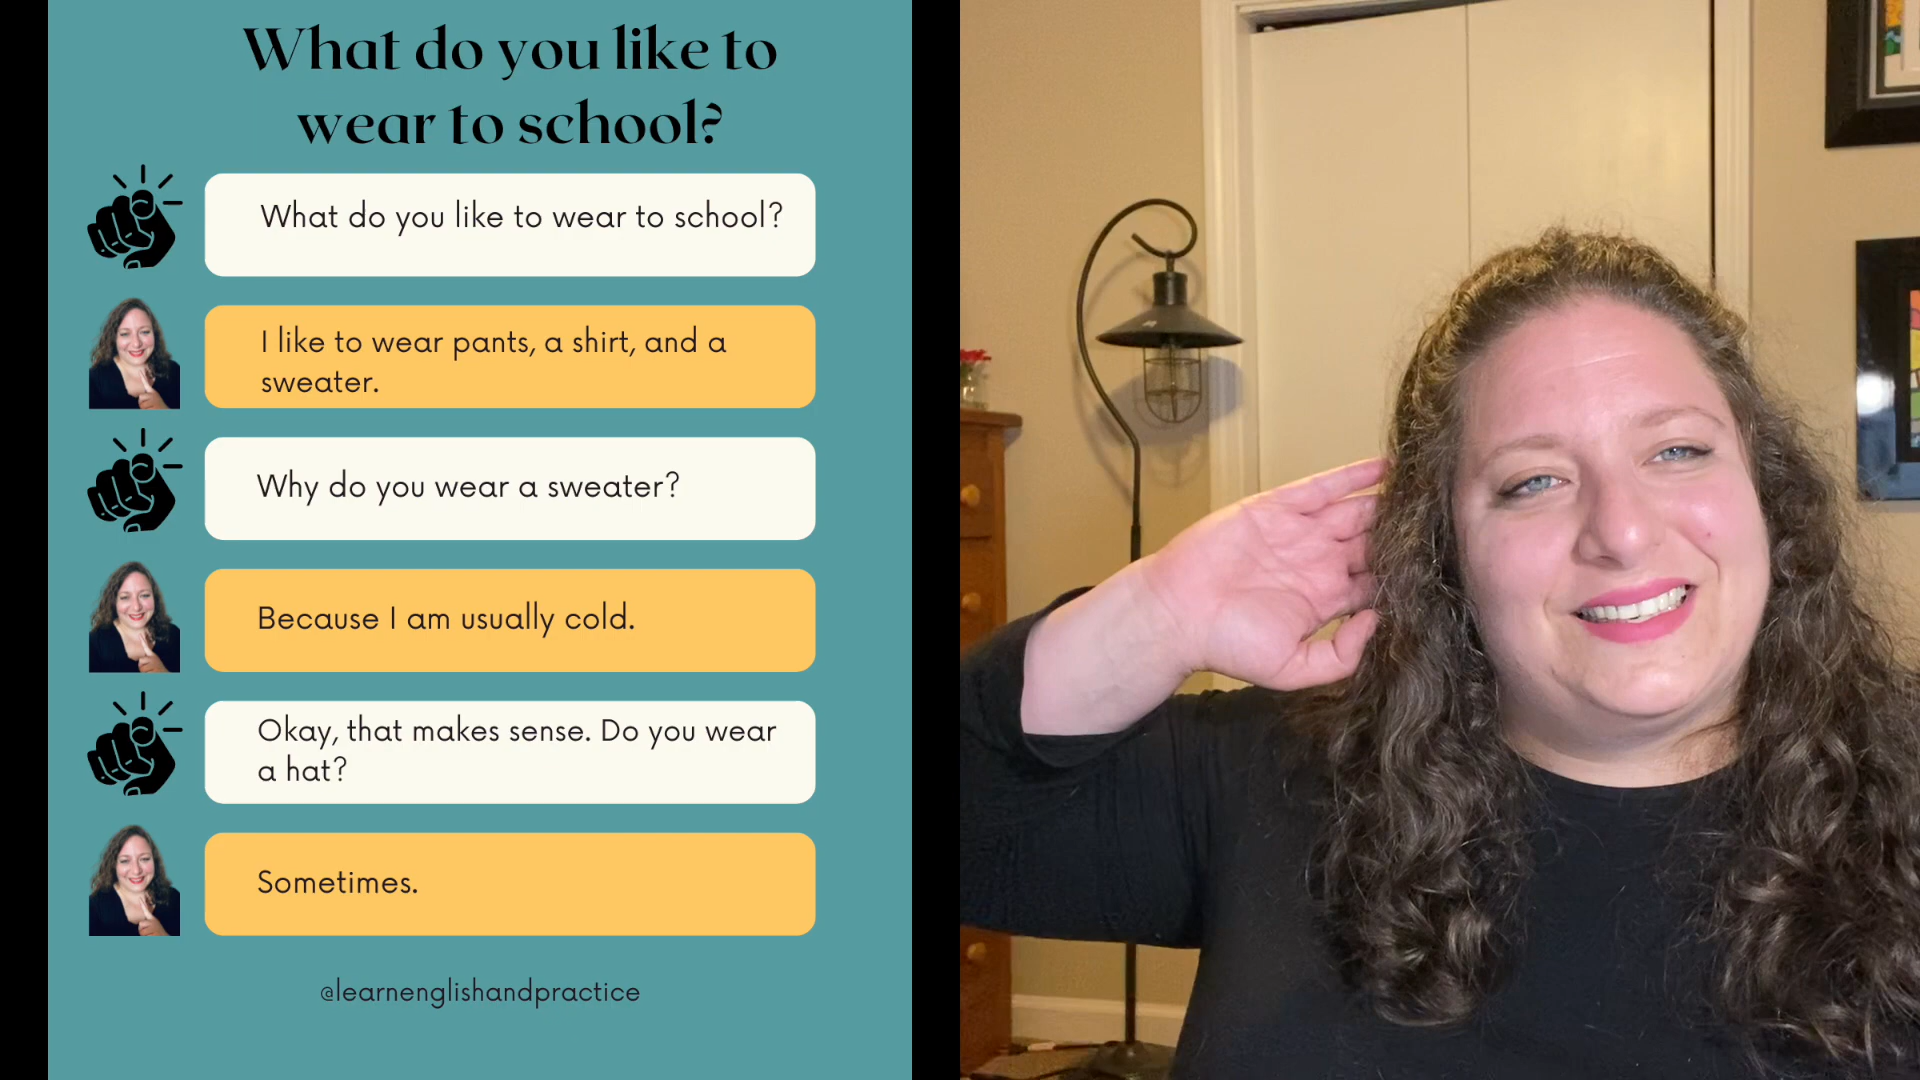 What do you like to
wear to school?
What do you like to wear to school?
I like to wear pants, a shirt, and a
sweater.
Why do you wear a sweater?
Because I am usually cold.
Okay, that makes sense. Do you wear
a hat?
Sometimes.
@learnenglishandpractice